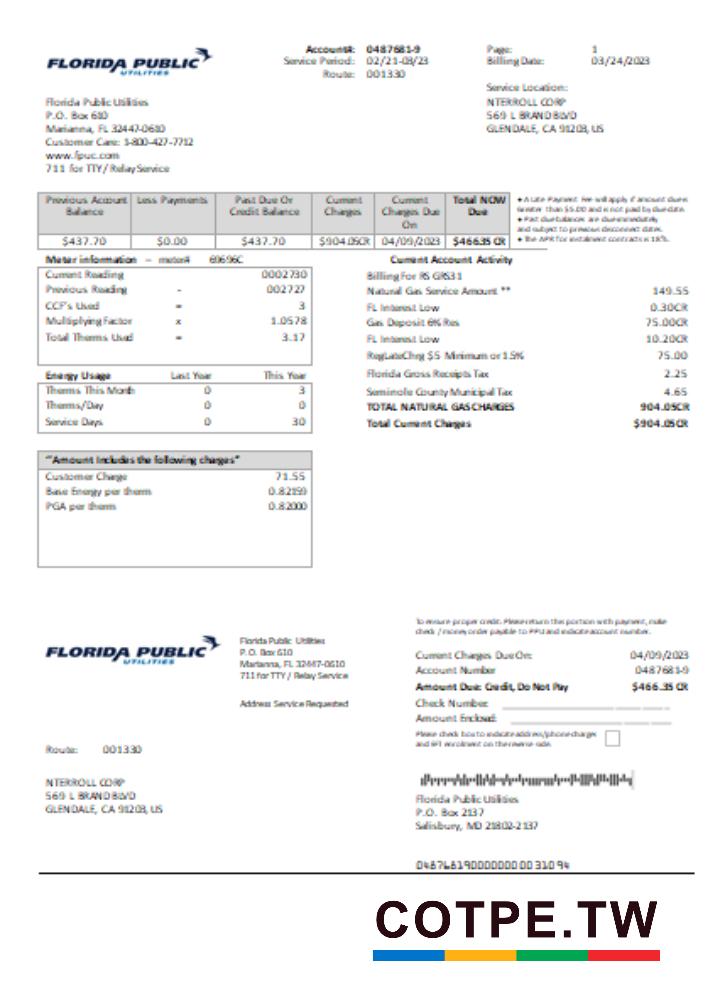 FLORIDA PUBLIC
UTILITIES
Account#: 0487681-9
Service Period: 02/21-03/23
Route: 001330
Page: 1
Billing Date: 03/24/2023
Service Location:
NTERROLL CORP
569 L BRAND BLVD
GLENDALE, CA 91203, US
Florida Public Utilities
P.O. Box 610
Marianna, FL 32447-0610
Customer Care: 1-800-427-7712
www.fpuc.com
711 for TTY/ Relay Service
Previous Account Balance Less Payments Past Due Or Credit Balance Current Charges Current Charges Due On Total NOW Due
$437.70 $0.00 $437.70 $904.05CR 04/09/2023 $466.35 CR
• A Late Payment Fee will apply if amount due is
Greater than $5.00 and is not paid by due date.
• Past due balances are due immediately
and subject to previous disconnect dates.
• The APR for instalment contracts is 18%.
Meter information – meter# 69696C
Current Reading 0002730
Previous Reading - 002727
CCF's Used = 3
Multiplying Factor x 1.0578
Total Therms Used = 3.17
Energy Usage Last Year This Year
Therms This Month 0 3
Therms/Day 0 0
Service Days 0 30
Current Account Activity
Billing For RS GRS31
Natural Gas Service Amount ** 149.55
FL Interest Low 0.30CR
Gas Deposit 6% Res 75.00CR
FL Interest Low 10.20CR
RegLateChrg $5 Minimum or 1.5% 75.00
Florida Gross Receipts Tax 2.25
Seminole County Municipal Tax 4.65
TOTAL NATURAL GAS CHARGES 904.05CR
Total Current Charges $904.05CR
"Amount Includes the following charges"
Customer Charge 71.55
Base Energy per therm 0.82159
PGA per therm 0.82000
To ensure proper credit. Please return this portion with payment, make
check / money order payable to FPU and indicate account number.
FLORIDA PUBLIC
UTILITIES
Florida Public Utilities
P.O. Box 610
Marianna, FL 32447-0610
711 for TTY / Relay Service
Address Service Requested
Current Charges Due On: 04/09/2023
Account Number 0487681-9
Amount Due: Credit, Do Not Pay $466.35 CR
Check Number:
Amount Enclosed:
Please check box to indicate address/phone charges
and EFT enrolment on the reverse side.
Route: 001330
NTERROLL CORP
569 L BRAND BLVD
GLENDALE, CA 91203, US
Florida Public Utilities
P.O. Box 2137
Salisbury, MD 21802-2137
COTPE.TW